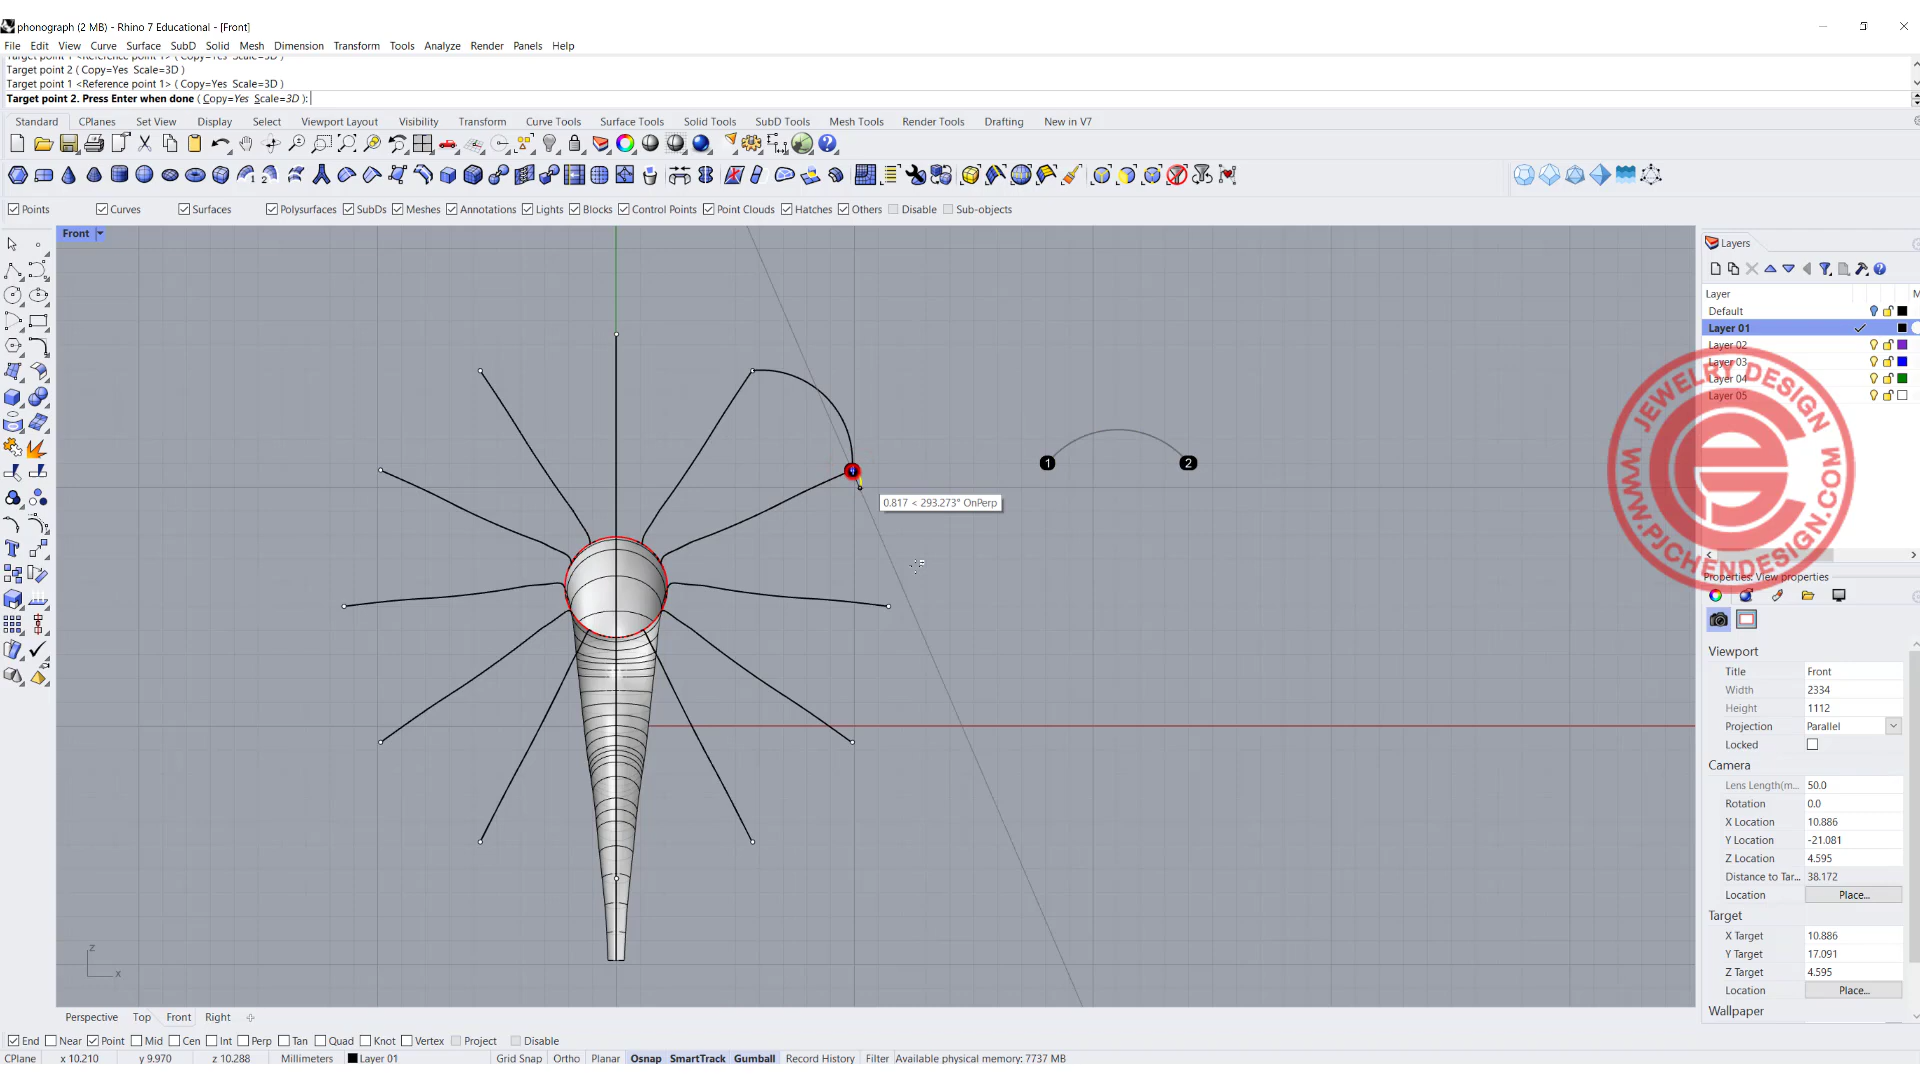 phonograph (2 MB) - Rhino 7 Educational - [Front]
File Edit View Curve Surface SubD Solid Mesh Dimension Transform Tools Analyze Render Panels Help
Target point 1 <Reference point 1> ( Copy=Yes Scale=3D )
Target point 2 ( Copy=Yes Scale=3D )
Target point 1 <Reference point 1> ( Copy=Yes Scale=3D )
Target point 2. Press Enter when done ( Copy=Yes Scale=3D ):
Standard CPlanes Set View Display Select Viewport Layout Visibility Transform Curve Tools Surface Tools Solid Tools SubD Tools Mesh Tools Render Tools Drafting New in V7
Points Curves Surfaces Polysurfaces SubDs Meshes Annotations Lights Blocks Control Points Point Clouds Hatches Others Disable Sub-objects
Front
Layers
Layer M
Default
Layer 01
Layer 02
Layer 03
Layer 04
Layer 05
JEWELRY DESIGN
WWW.PJCHENDESIGN.COM
1 2
0.817 < 293.273° OnPerp
Properties: View properties
Viewport
Title Front
Width 2334
Height 1112
Projection Parallel
Locked
Camera
Lens Length(m... 50.0
Rotation 0.0
X Location 10.886
Y Location -21.081
Z Location 4.595
Distance to Tar... 38.172
Location Place...
Target
X Target 10.886
Y Target 17.091
Z Target 4.595
Location Place...
Wallpaper
z
x
Perspective Top Front Right
End Near Point Mid Cen Int Perp Tan Quad Knot Vertex Project Disable
CPlane x 10.210 y 9.970 z 10.288 Millimeters Layer 01 Grid Snap Ortho Planar Osnap SmartTrack Gumball Record History Filter Available physical memory: 7737 MB